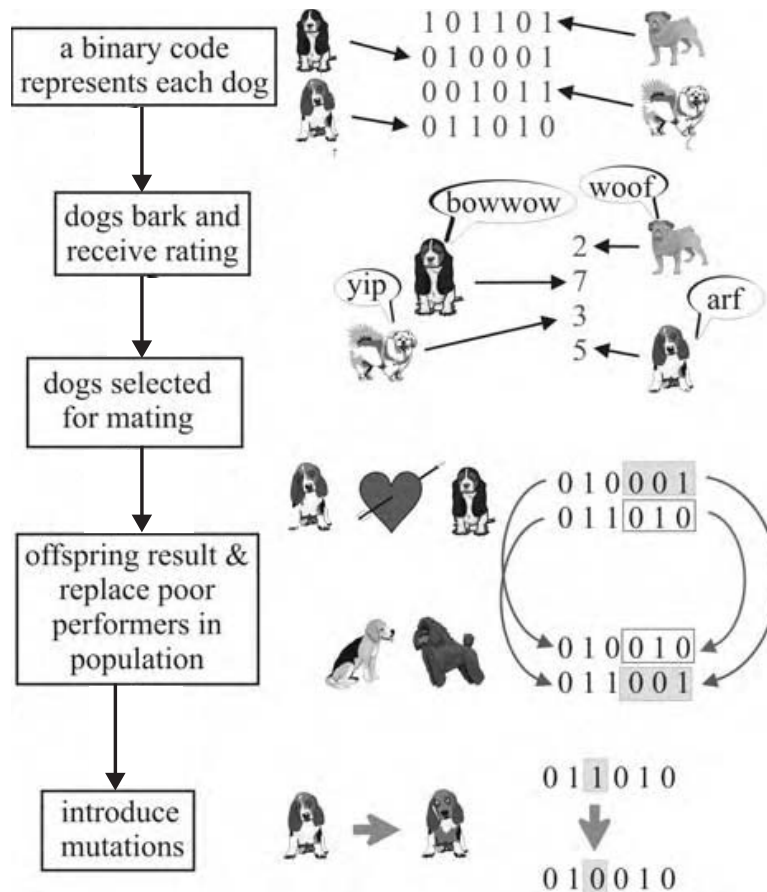 a binary code
represents each dog
1 0 1 1 0 1
0 1 0 0 0 1
0 0 1 0 1 1
0 1 1 0 1 0
dogs bark and
receive rating
bowwow
woof
yip
arf
2
7
3
5
dogs selected
for mating
0 1 0 0 0 1
0 1 1 0 1 0
offspring result &
replace poor
performers in
population
0 1 0 0 1 0
0 1 1 0 0 1
introduce
mutations
0 1 1 0 1 0
0 1 0 0 1 0